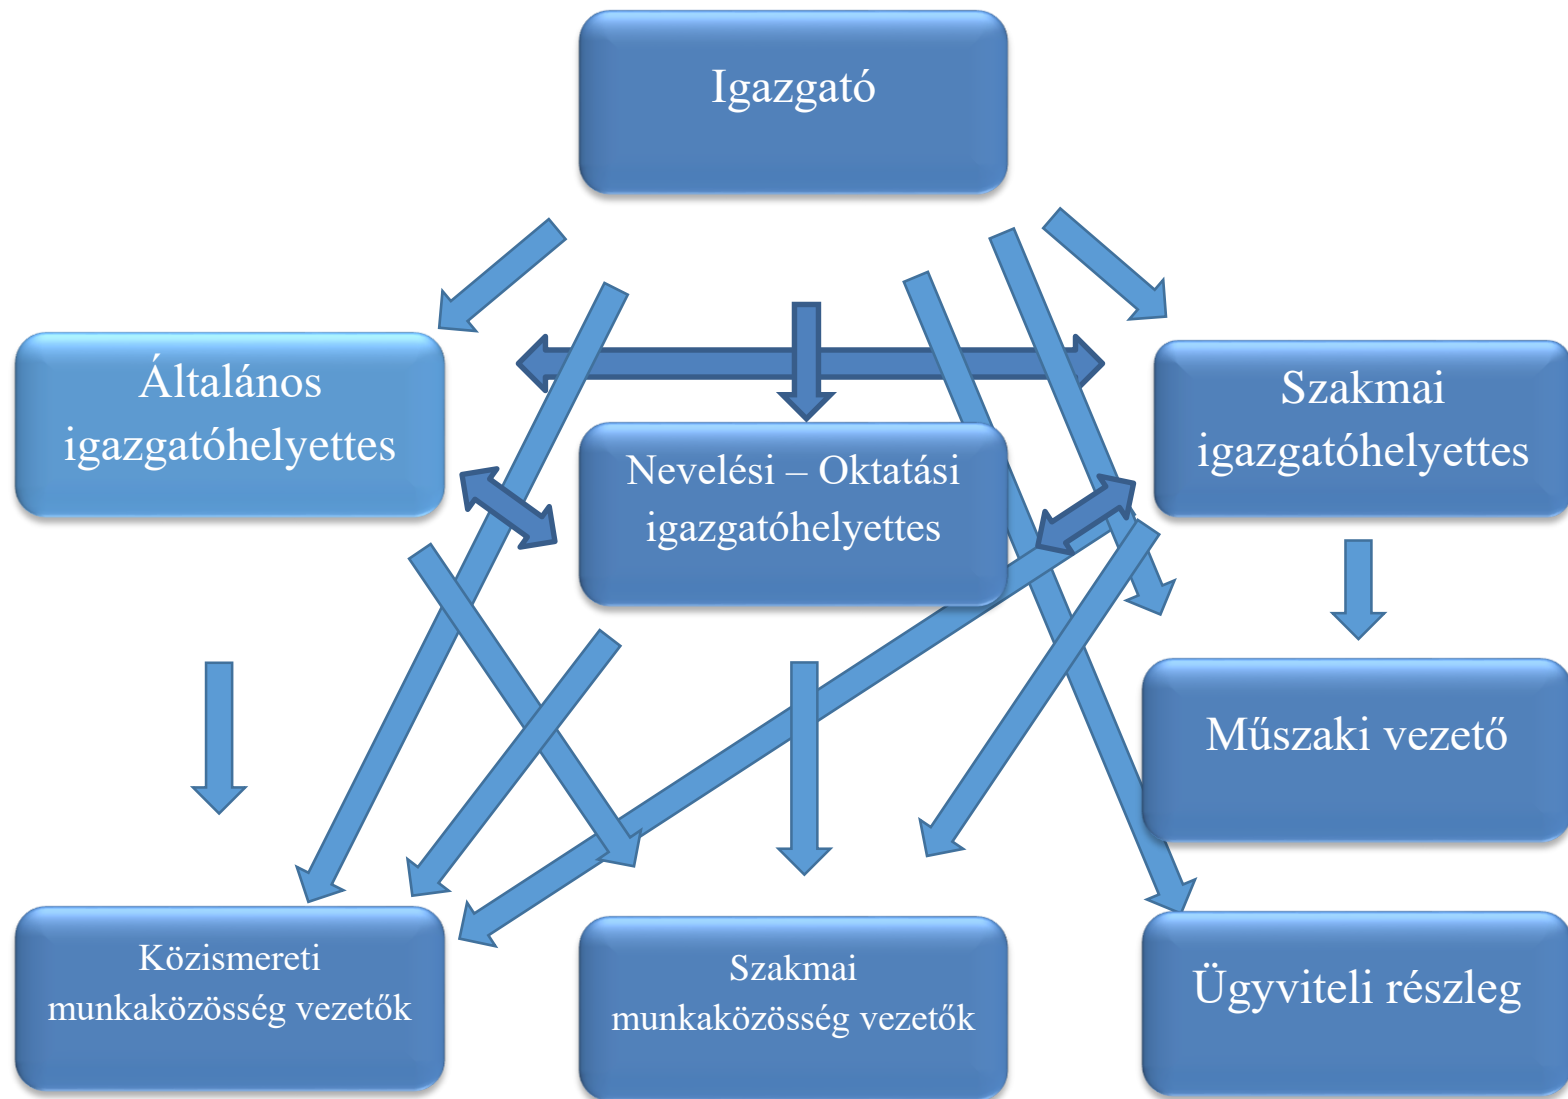 Igazgató
Általános
igazgatóhelyettes
Nevelési – Oktatási
igazgatóhelyettes
Szakmai
igazgatóhelyettes
Műszaki vezető
Közismereti
munkaközösség vezetők
Szakmai
munkaközösség vezetők
Ügyviteli részleg